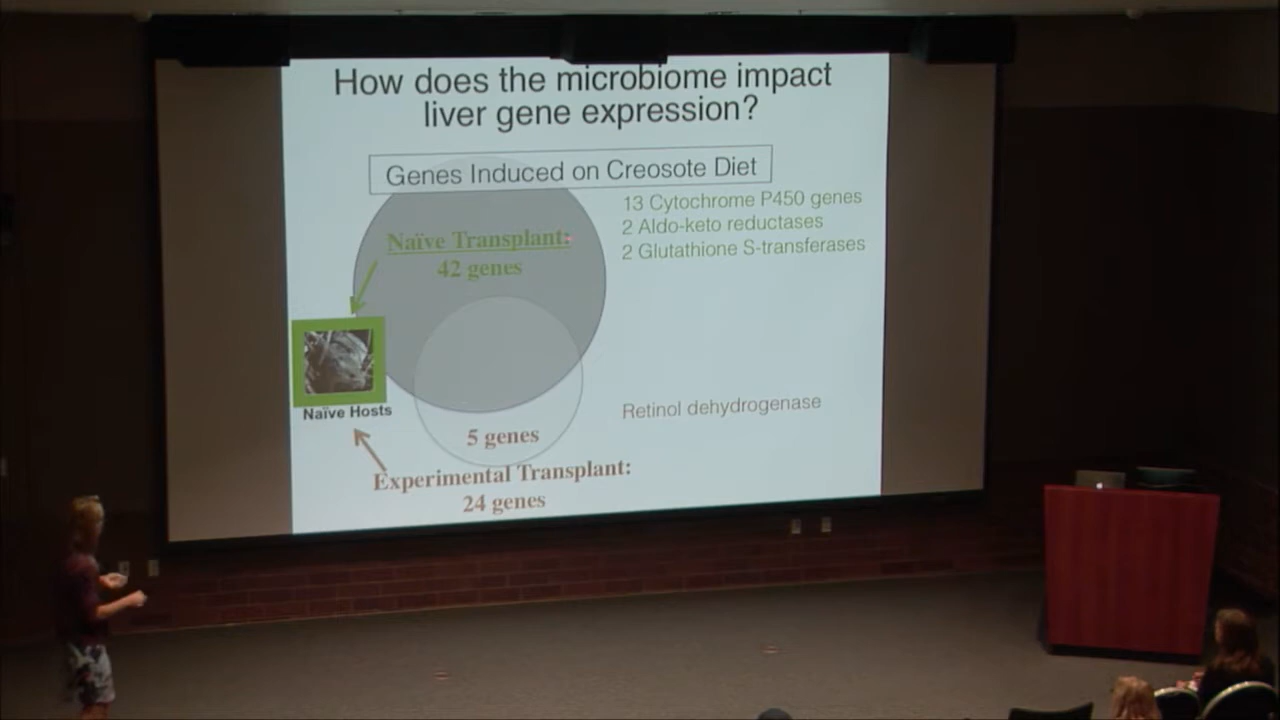 How does the microbiome impact
liver gene expression?
Genes Induced on Creosote Diet
13 Cytochrome P450 genes
2 Aldo-keto reductases
2 Glutathione S-transferases
Naïve Transplant:
42 genes
Naïve Hosts
Retinol dehydrogenase
5 genes
Experimental Transplant:
24 genes